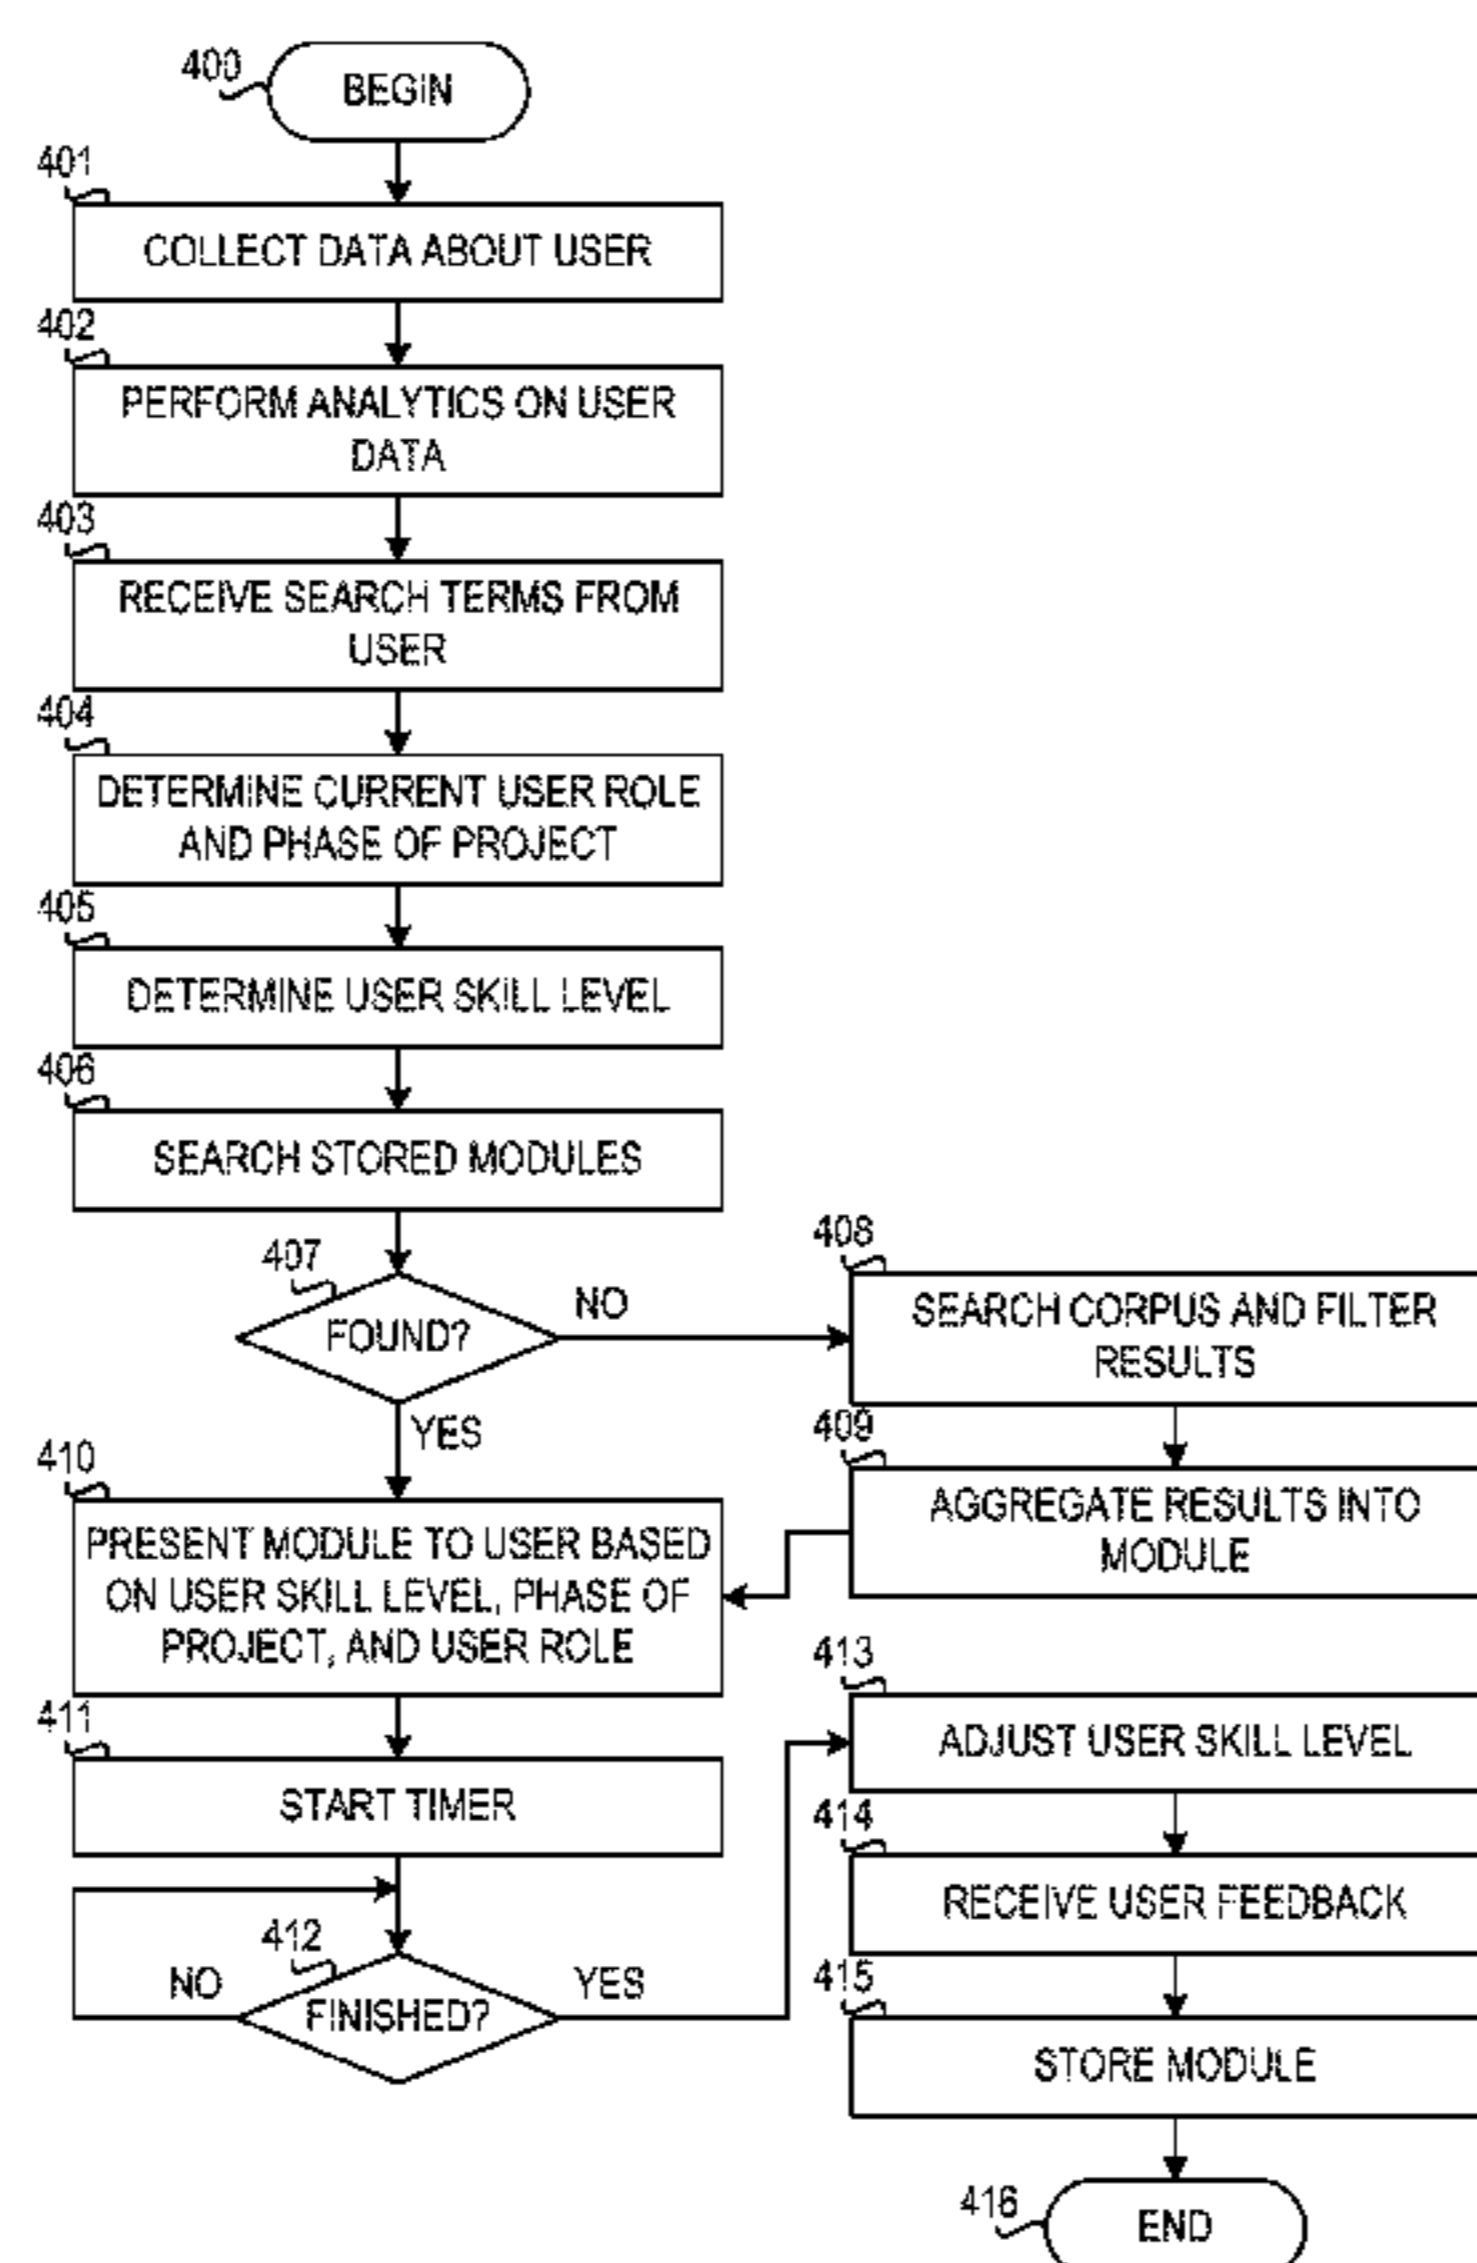 400
BEGIN
401
COLLECT DATA ABOUT USER
402
PERFORM ANALYTICS ON USER
DATA
403
RECEIVE SEARCH TERMS FROM
USER
404
DETERMINE CURRENT USER ROLE
AND PHASE OF PROJECT
405
DETERMINE USER SKILL LEVEL
406
SEARCH STORED MODULES
407
FOUND?
NO
YES
408
SEARCH CORPUS AND FILTER
RESULTS
409
AGGREGATE RESULTS INTO
MODULE
410
PRESENT MODULE TO USER BASED
ON USER SKILL LEVEL, PHASE OF
PROJECT, AND USER ROLE
411
START TIMER
412
FINISHED?
NO
YES
413
ADJUST USER SKILL LEVEL
414
RECEIVE USER FEEDBACK
415
STORE MODULE
416
END